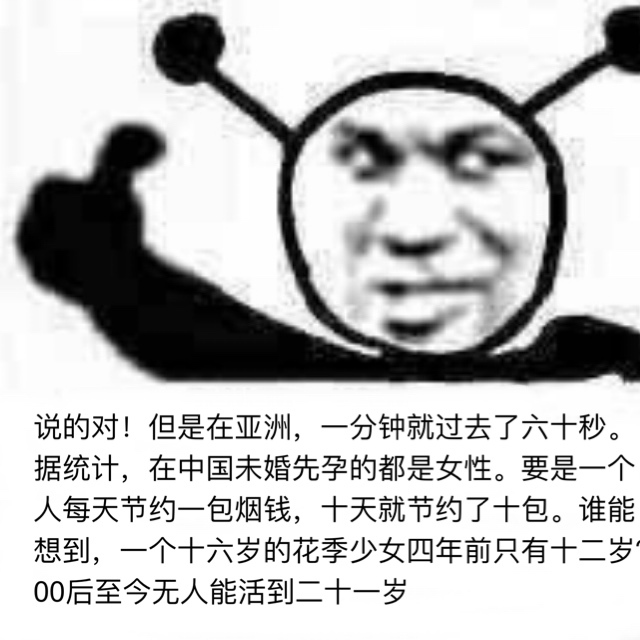 说的对！但是在亚洲，一分钟就过去了六十秒。
据统计，在中国未婚先孕的都是女性。要是一个
人每天节约一包烟钱，十天就节约了十包。谁能
想到，一个十六岁的花季少女四年前只有十二岁?
00后至今无人能活到二十一岁